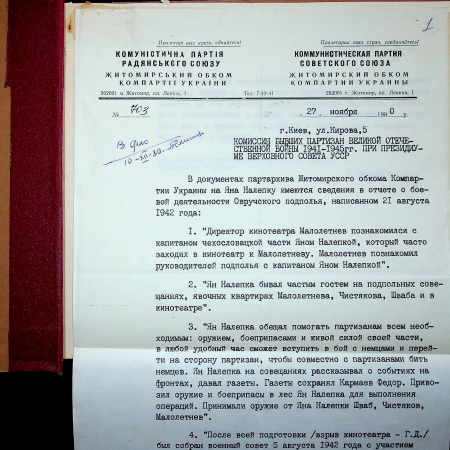 1
Пролетарі всіх країн, єднайтеся!
Пролетарии всех стран, соединяйтесь!
КОМУНІСТИЧНА ПАРТІЯ
РАДЯНСЬКОГО СОЮЗУ
КОММУНИСТИЧЕСКАЯ ПАРТИЯ
СОВЕТСКОГО СОЮЗА
ЖИТОМИРСЬКИЙ ОБКОМ
КОМПАРТІЇ УКРАЇНИ
ЖИТОМИРСКИЙ ОБКОМ
КОМПАРТИИ УКРАИНЫ
262001 м. Житомир, пл. Леніна, 1
Тел. 7-42-41
262001 г. Житомир, пл. Ленина, 1
№ 703
27 ноября 1980 г.
В дело
г.Киев, ул.Кирова,5
КОМИССИЯ БЫВШИХ ПАРТИЗАН ВЕЛИКОЙ ОТЕЧЕ-
СТВЕННОЙ ВОЙНЫ 1941-1945гг. ПРИ ПРЕЗИДИУ-
МЕ ВЕРХОВНОГО СОВЕТА УССР
В документах партархива Житомирского обкома Компар-
тии Украины на Яна Налепку имеются сведения в отчете о бое-
вой деятельности Овручского подполья, написанном 21 августа
1942 года:
1. "Директор кинотеатра Малолетнев познакомился с
капитаном чехословацкой части Яном Налепкой, который часто
заходил в кинотеатр к Малолетневу. Малолетнев познакомил
руководителей подполья с капитаном Яном Налепкой".
2. "Ян Налепка бывал частым гостем на подпольных сове-
щаниях, явочных квартирах Малолетнева, Чистякова, Шваба и в
кинотеатре".
3. "Ян Налепка обещал помогать партизанам всем необ-
ходимым: оружием, боеприпасами и живой силой своей части,
в любой удобный час сможет вступить в бой с немцами и перей-
ти на сторону партизан, чтобы совместно с партизанами бить
немцев. Ян Налепка на совещаниях рассказывал о событиях на
фронтах, давал газеты. Газеты сохранял Кармаев Федор. Приво-
зил оружие и боеприпасы в лес Ян Налепка для выполнения
операций. Принимали оружие от Яна Налепки Шваб, Чистяков,
Малолетнев".
4. "После всей подготовки /взрыв кинотеатра - Г.Д./
был собран военный совет 5 августа 1942 года с участием